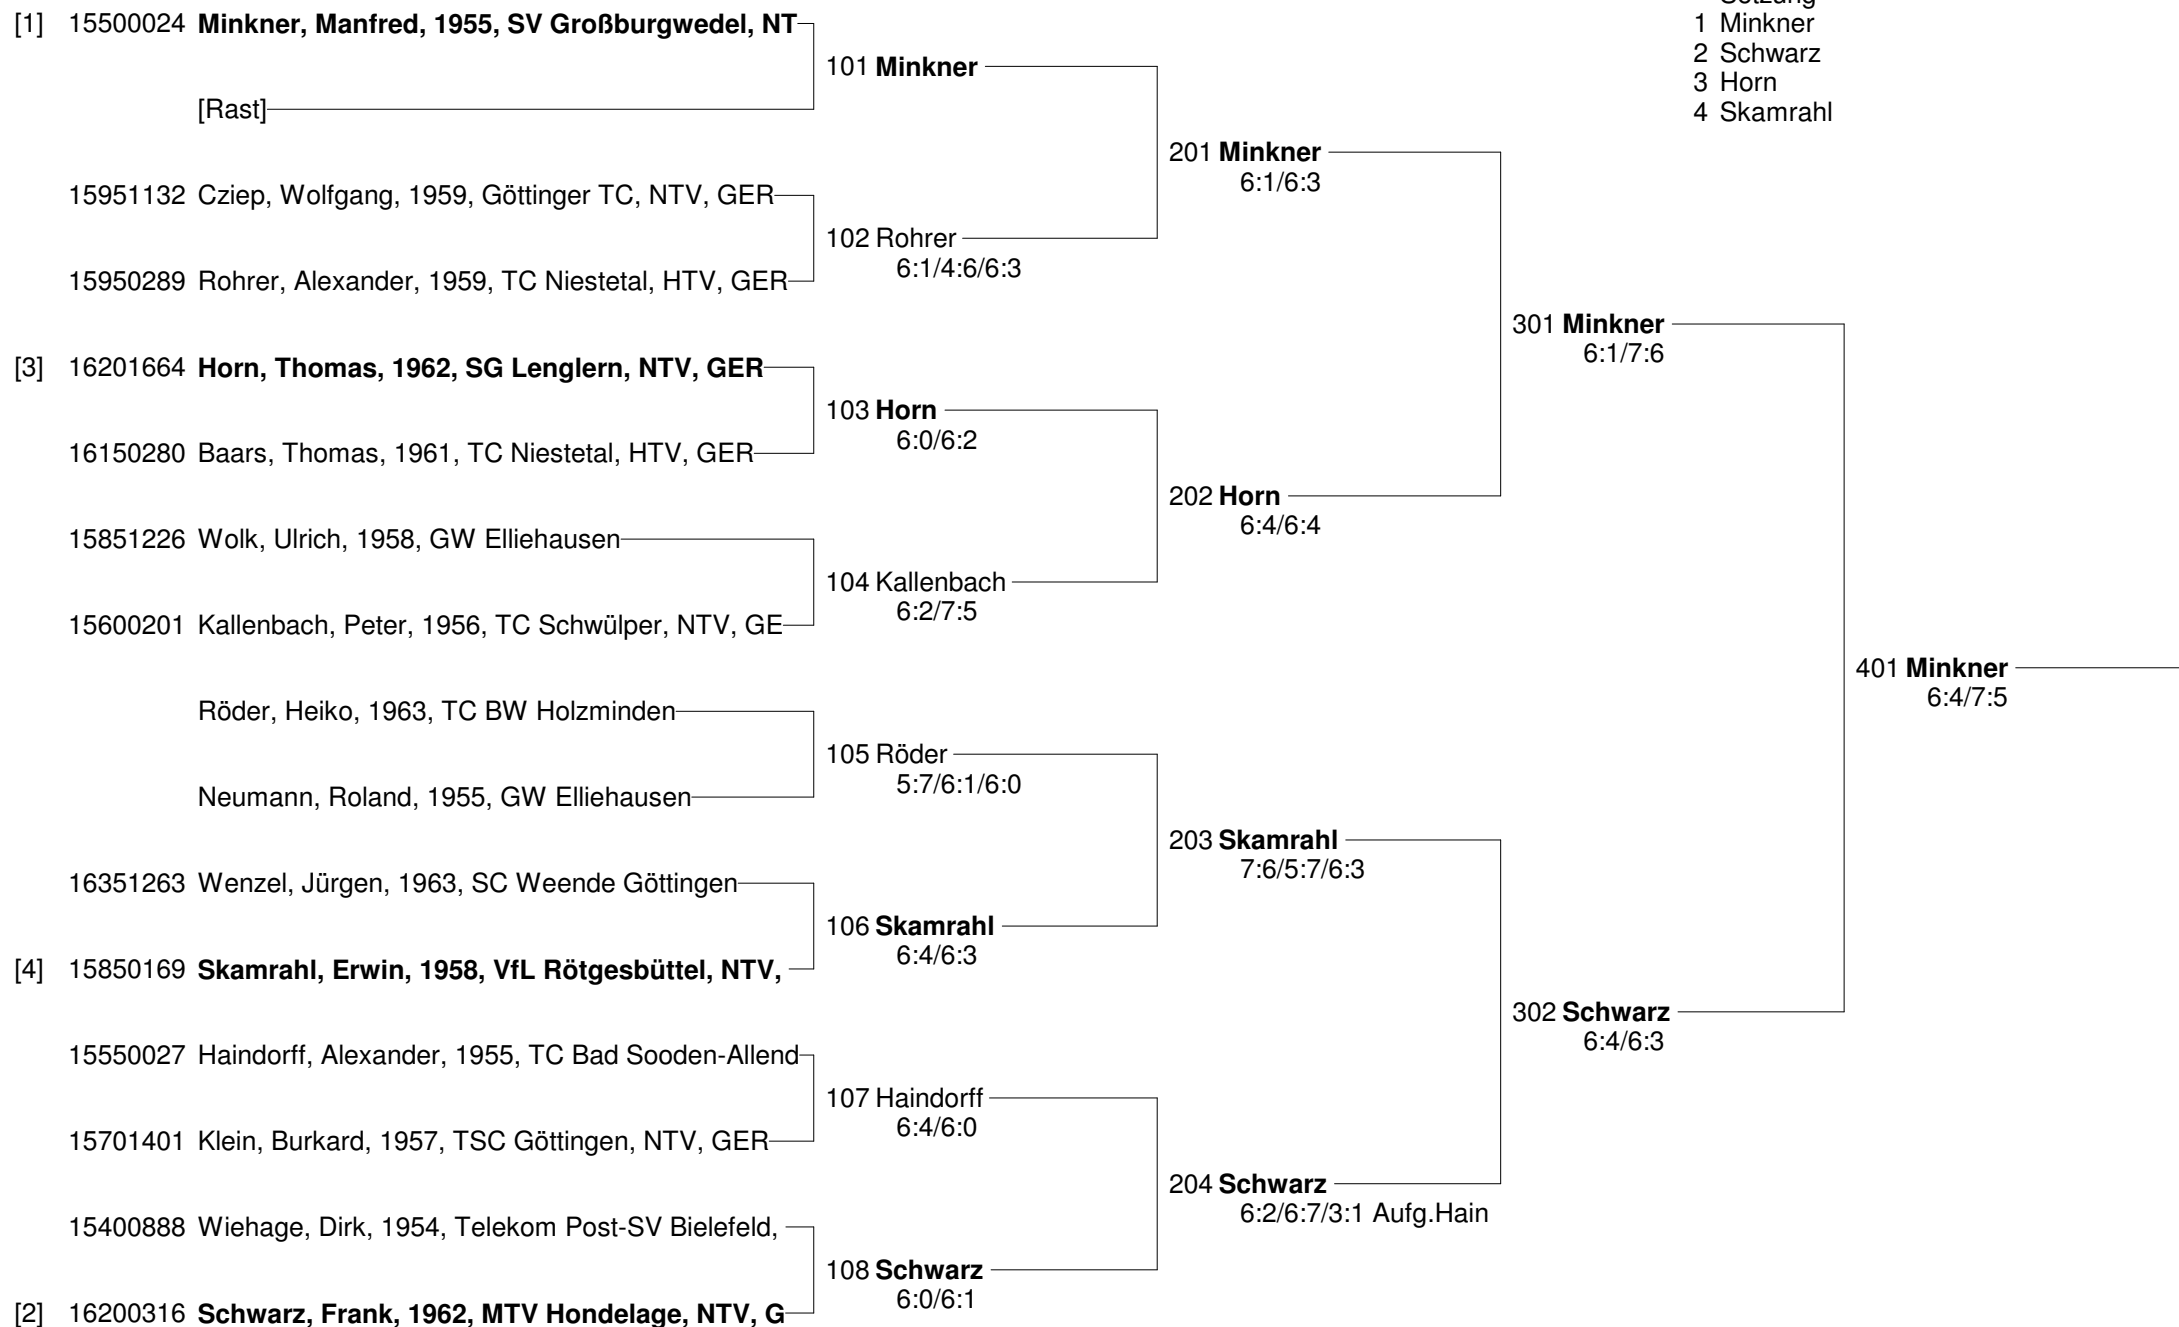 Setzung
1 Minkner
2 Schwarz
3 Horn
4 Skamrahl
[1] 15500024 Minkner, Manfred, 1955, SV Großburgwedel, NT
[Rast]
15951132 Cziep, Wolfgang, 1959, Göttinger TC, NTV, GER
15950289 Rohrer, Alexander, 1959, TC Niestetal, HTV, GER
[3] 16201664 Horn, Thomas, 1962, SG Lenglern, NTV, GER
16150280 Baars, Thomas, 1961, TC Niestetal, HTV, GER
15851226 Wolk, Ulrich, 1958, GW Elliehausen
15600201 Kallenbach, Peter, 1956, TC Schwülper, NTV, GE
Röder, Heiko, 1963, TC BW Holzminden
Neumann, Roland, 1955, GW Elliehausen
16351263 Wenzel, Jürgen, 1963, SC Weende Göttingen
[4] 15850169 Skamrahl, Erwin, 1958, VfL Rötgesbüttel, NTV,
15550027 Haindorff, Alexander, 1955, TC Bad Sooden-Allend
15701401 Klein, Burkard, 1957, TSC Göttingen, NTV, GER
15400888 Wiehage, Dirk, 1954, Telekom Post-SV Bielefeld,
[2] 16200316 Schwarz, Frank, 1962, MTV Hondelage, NTV, G
101 Minkner
102 Rohrer
6:1/4:6/6:3
103 Horn
6:0/6:2
104 Kallenbach
6:2/7:5
105 Röder
5:7/6:1/6:0
106 Skamrahl
6:4/6:3
107 Haindorff
6:4/6:0
108 Schwarz
6:0/6:1
201 Minkner
6:1/6:3
202 Horn
6:4/6:4
203 Skamrahl
7:6/5:7/6:3
204 Schwarz
6:2/6:7/3:1 Aufg.Hain
301 Minkner
6:1/7:6
302 Schwarz
6:4/6:3
401 Minkner
6:4/7:5